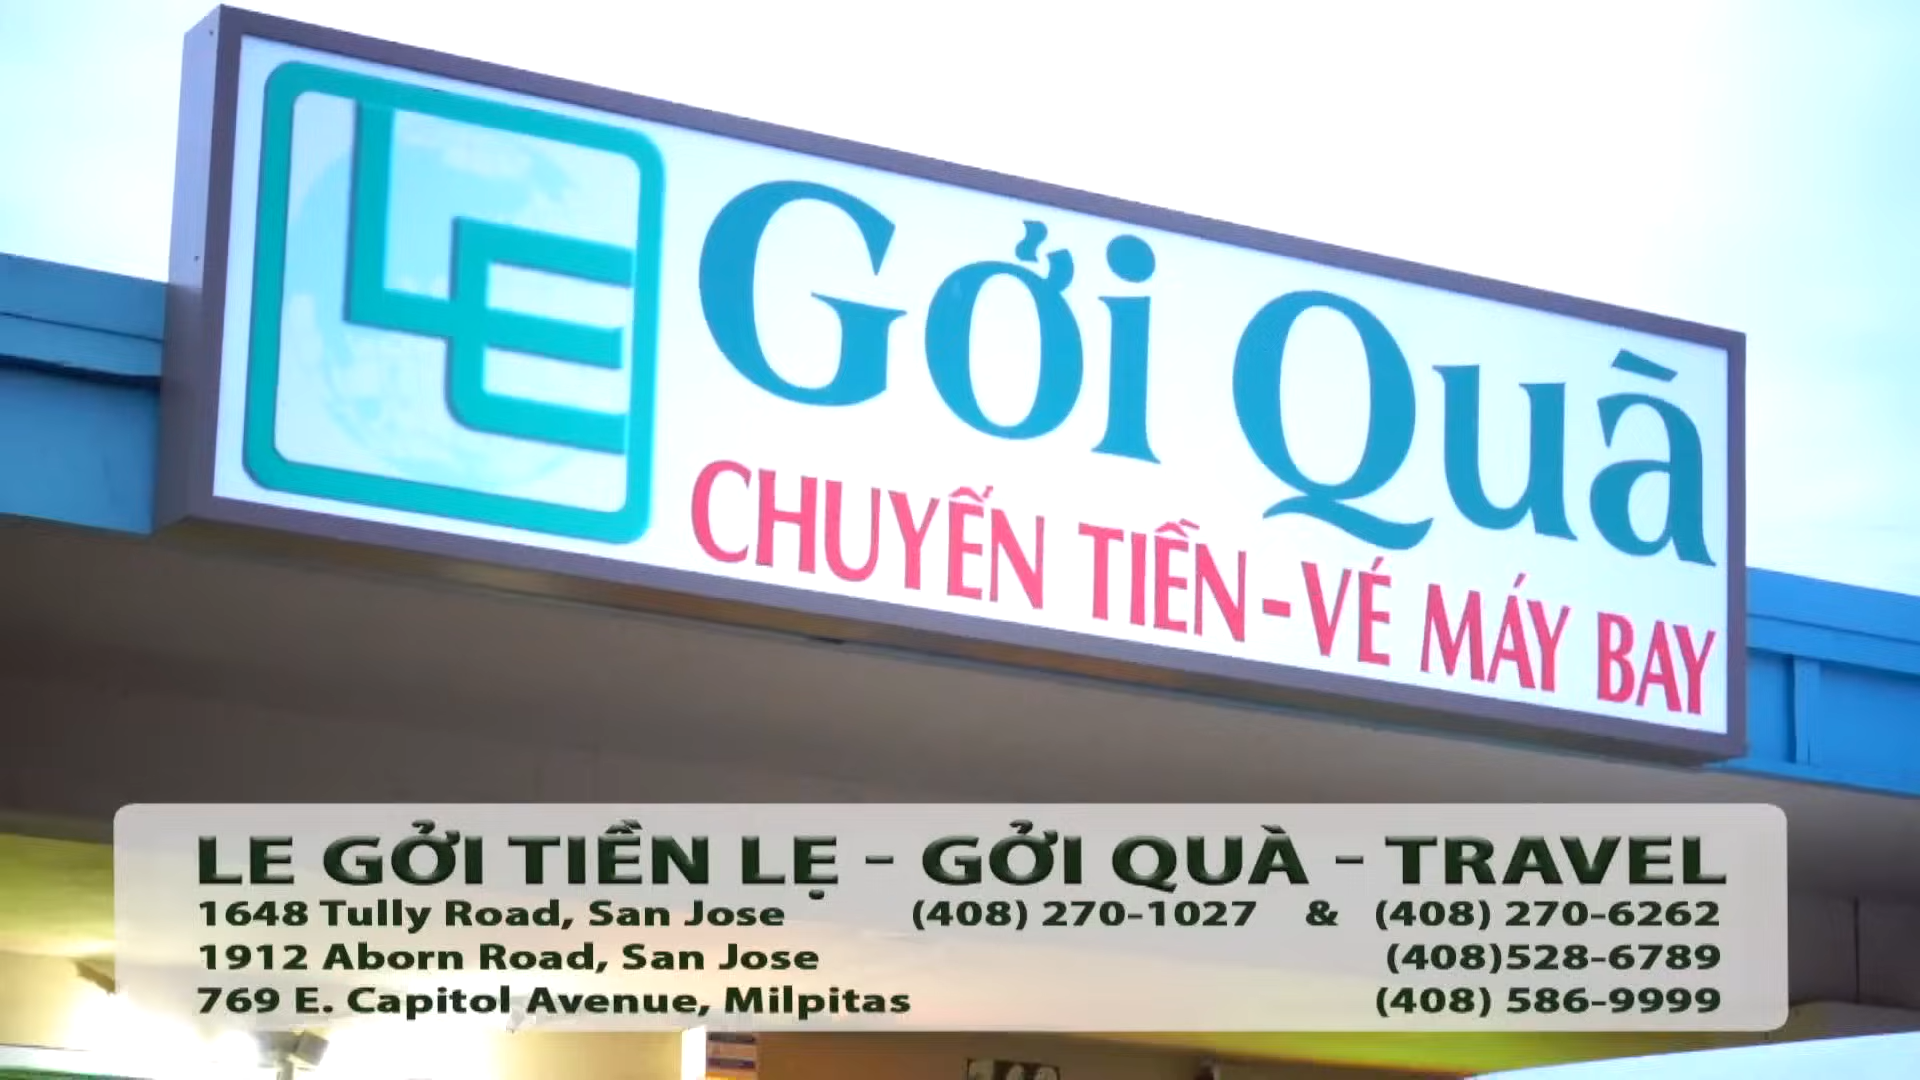 LE
Gởi Quà
CHUYỂN TIỀN - VÉ MÁY BAY
LE GỞI TIỀN LẸ - GỞI QUÀ - TRAVEL
1648 Tully Road, San Jose (408) 270-1027 & (408) 270-6262
1912 Aborn Road, San Jose (408)528-6789
769 E. Capitol Avenue, Milpitas (408) 586-9999